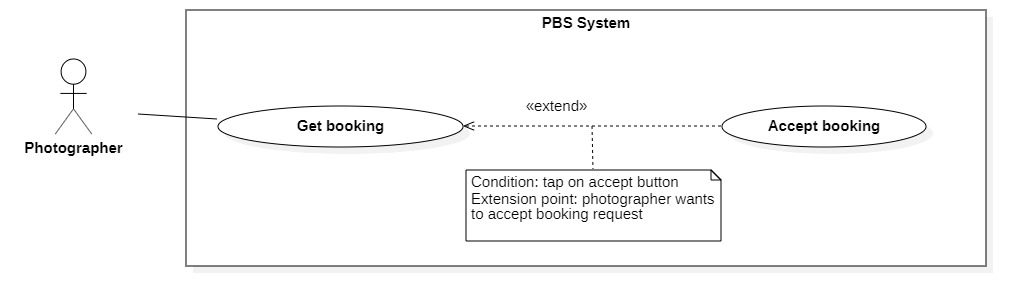 PBS System
Photographer
Get booking
«extend»
Accept booking
Condition: tap on accept button
Extension point: photographer wants
to accept booking request